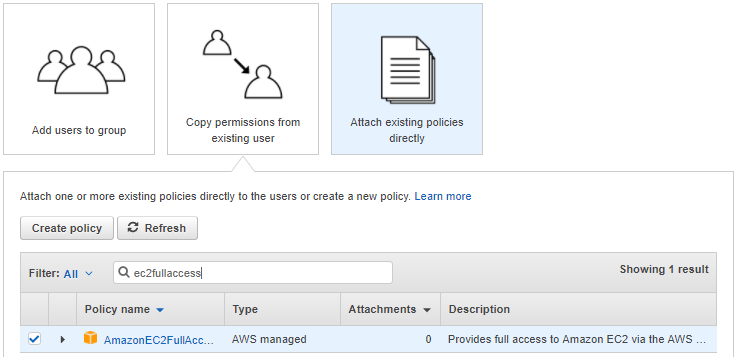 Add users to group
Copy permissions from
existing user
Attach existing policies
directly
Attach one or more existing policies directly to the users or create a new policy. Learn more
Create policy
Refresh
Filter: All
ec2fullaccess
Showing 1 result
Policy name
Type
Attachments
Description
AmazonEC2FullAcc...
AWS managed
0
Provides full access to Amazon EC2 via the AWS ...